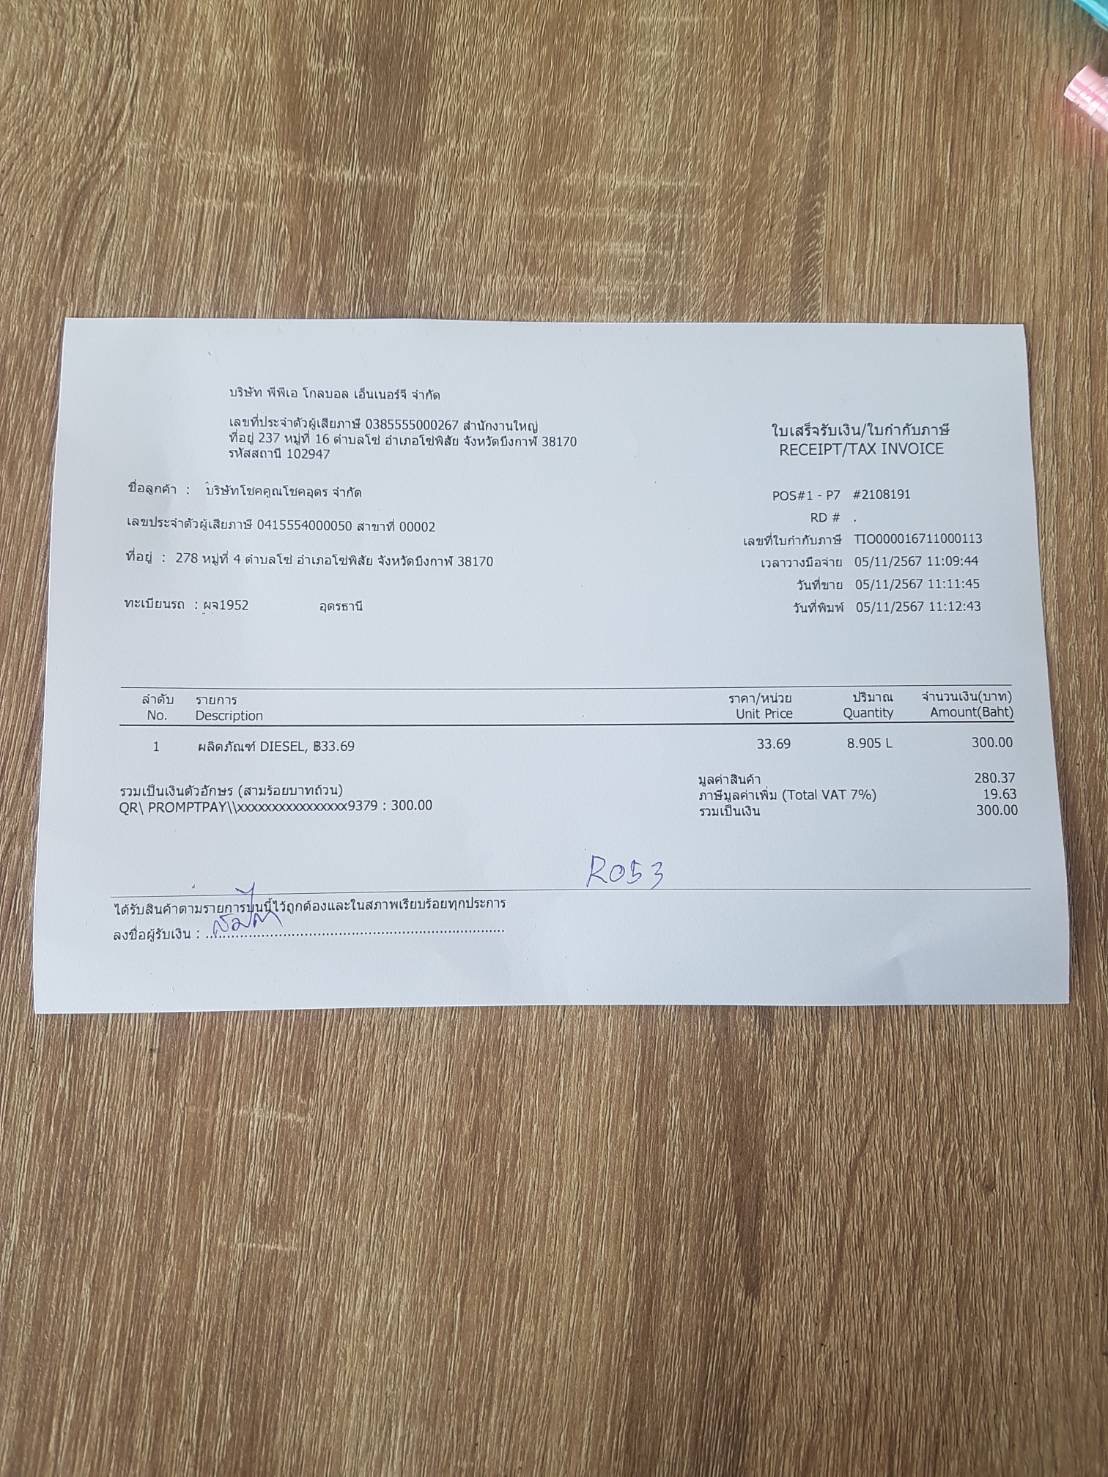 บริษัท พีพีเอ โกลบอล เอ็นเนอร์จี จำกัด
เลขที่ประจำตัวผู้เสียภาษี 0385555000267 สำนักงานใหญ่
ที่อยู่ 237 หมู่ที่ 16 ตำบลโซ่ อำเภอโซ่พิสัย จังหวัดบึงกาฬ 38170
รหัสสถานี 102947
ใบเสร็จรับเงิน/ใบกำกับภาษี
RECEIPT/TAX INVOICE
ชื่อลูกค้า : บริษัทโชคคูณโชคอุดร จำกัด
POS#1 - P7 #2108191
RD # .
เลขประจำตัวผู้เสียภาษี 0415554000050 สาขาที่ 00002
เลขที่ใบกำกับภาษี TIO000016711000113
ที่อยู่ : 278 หมู่ที่ 4 ตำบลโซ่ อำเภอโซ่พิสัย จังหวัดบึงกาฬ 38170
เวลาวางมือจ่าย 05/11/2567 11:09:44
วันที่ขาย 05/11/2567 11:11:45
ทะเบียนรถ : ผจ1952 อุดรธานี
วันที่พิมพ์ 05/11/2567 11:12:43
ลำดับ รายการ ราคา/หน่วย ปริมาณ จำนวนเงิน(บาท)
No. Description Unit Price Quantity Amount(Baht)
1 ผลิตภัณฑ์ DIESEL, ฿33.69 33.69 8.905 L 300.00
มูลค่าสินค้า 280.37
รวมเป็นเงินตัวอักษร (สามร้อยบาทถ้วน)
ภาษีมูลค่าเพิ่ม (Total VAT 7%) 19.63
QR\ PROMPTPAY\\xxxxxxxxxxxxxxxx9379 : 300.00
รวมเป็นเงิน 300.00
R053
ได้รับสินค้าตามรายการบนนี้ไว้ถูกต้องและในสภาพเรียบร้อยทุกประการ
ลงชื่อผู้รับเงิน :